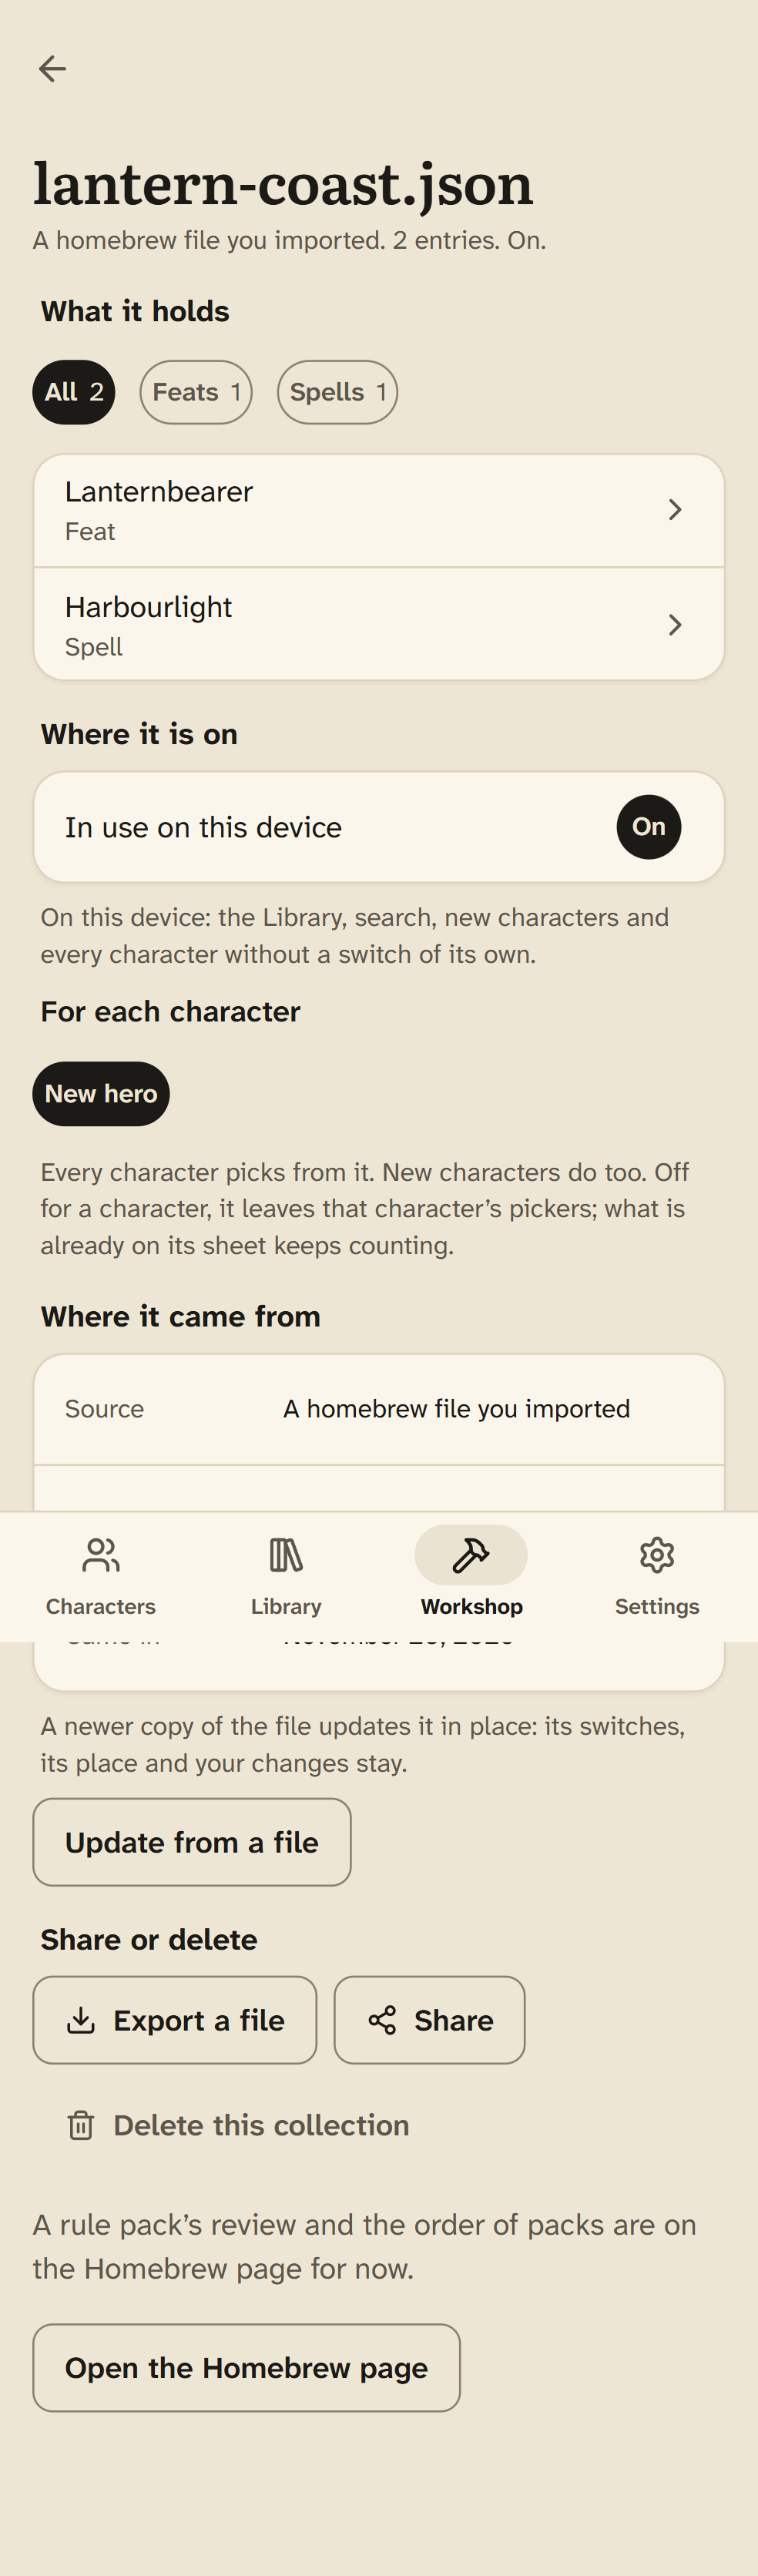 lantern-coast.json
A homebrew file you imported. 2 entries. On.
What it holds
All 2
Feats 1
Spells 1
Lanternbearer
Feat
Harbourlight
Spell
Where it is on
In use on this device
On
On this device: the Library, search, new characters and
every character without a switch of its own.
For each character
New hero
Every character picks from it. New characters do too. Off
for a character, it leaves that character’s pickers; what is
already on its sheet keeps counting.
Where it came from
Source
A homebrew file you imported
Characters
Library
Workshop
Settings
A newer copy of the file updates it in place: its switches,
its place and your changes stay.
Update from a file
Share or delete
Export a file
Share
Delete this collection
A rule pack’s review and the order of packs are on
the Homebrew page for now.
Open the Homebrew page